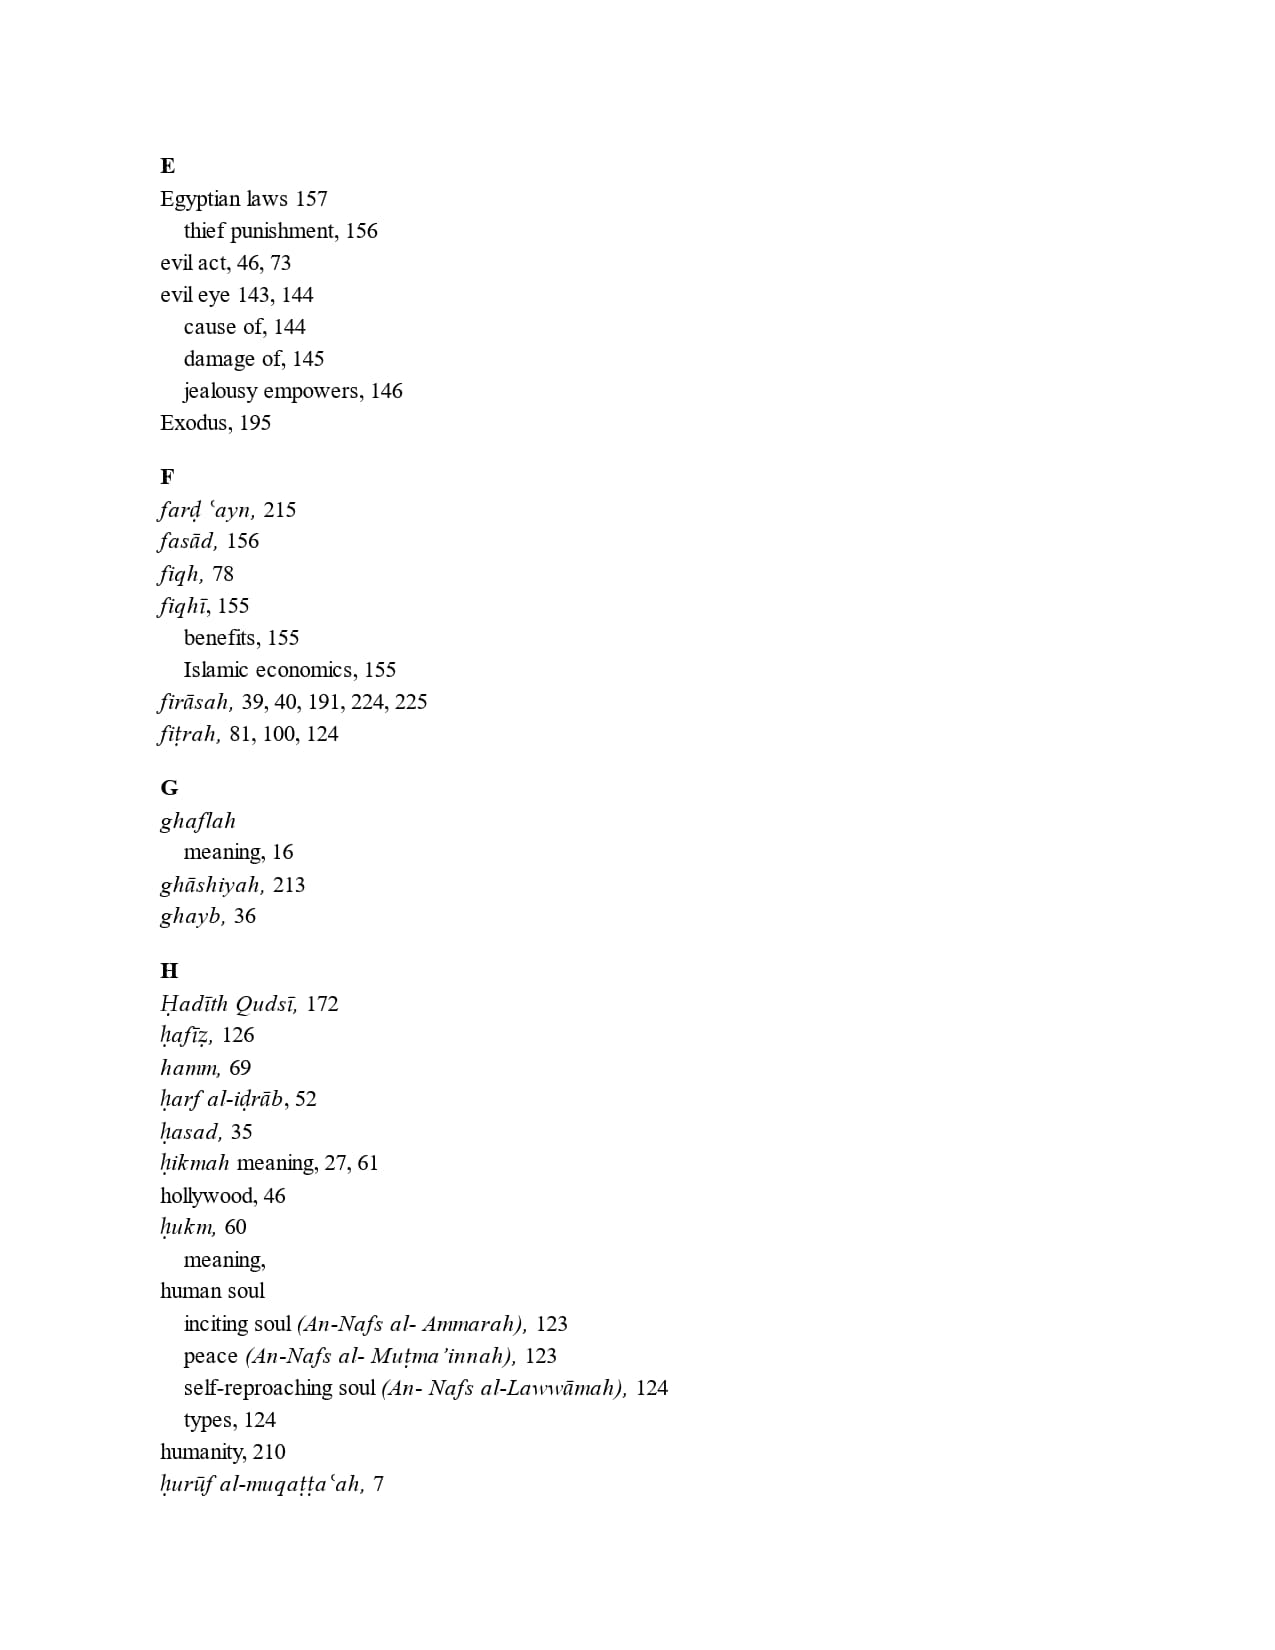 E
Egyptian laws 157
thief punishment, 156
evil act, 46, 73
evil eye 143, 144
cause of, 144
damage of, 145
jealousy empowers, 146
Exodus, 195
F
farḍ ʿayn, 215
fasād, 156
fiqh, 78
fiqhī, 155
benefits, 155
Islamic economics, 155
firāsah, 39, 40, 191, 224, 225
fiṭrah, 81, 100, 124
G
ghaflah
meaning, 16
ghāshiyah, 213
ghayb, 36
H
Ḥadīth Qudsī, 172
ḥafīẓ, 126
hamm, 69
ḥarf al-iḍrāb, 52
ḥasad, 35
ḥikmah meaning, 27, 61
hollywood, 46
ḥukm, 60
meaning,
human soul
inciting soul (An-Nafs al- Ammarah), 123
peace (An-Nafs al- Muṭma’innah), 123
self-reproaching soul (An- Nafs al-Lawwāmah), 124
types, 124
humanity, 210
ḥurūf al-muqaṭṭaʿah, 7